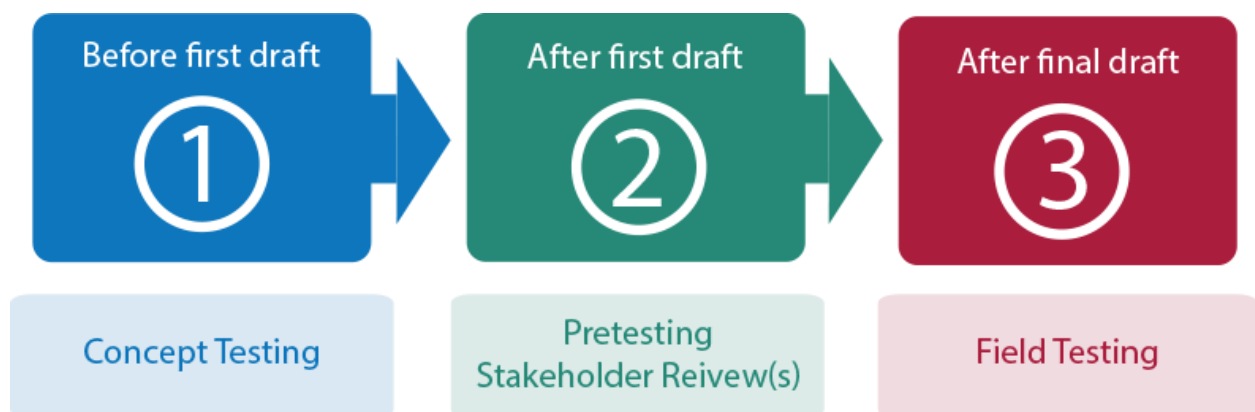 Before first draft
1
Concept Testing
After first draft
2
Pretesting
Stakeholder Reivew(s)
After final draft
3
Field Testing